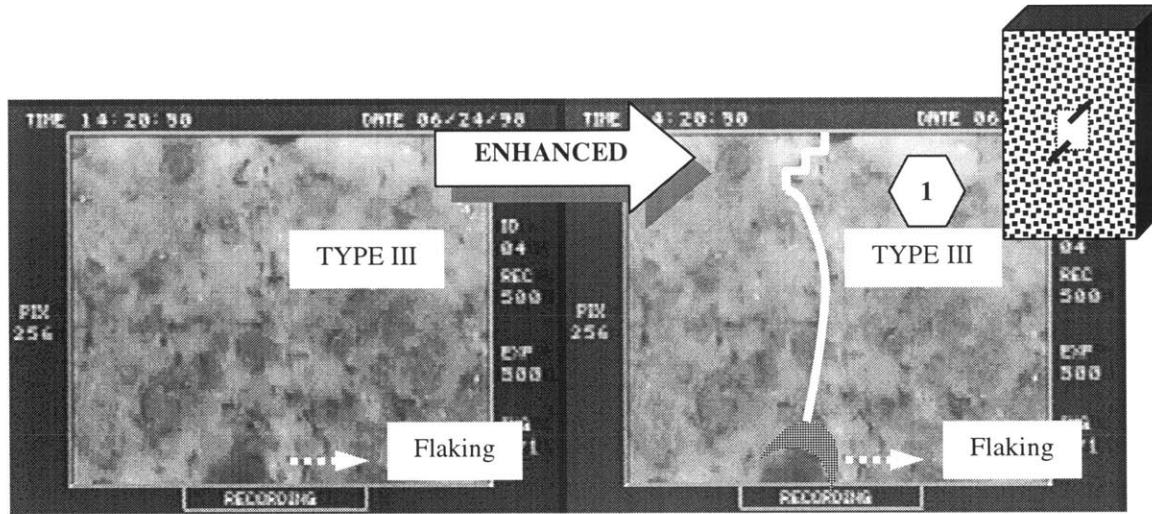 TIME 14:20:50 DATE 06/24/98
ENHANCED
4:20:50 DATE 06
TYPE III
ID
04
REC
500
PIX
256
EXP
500
Flaking
RECORDING
1
TYPE III
04
REC
500
PIX
256
EXP
500
Flaking
/1
RECORDING